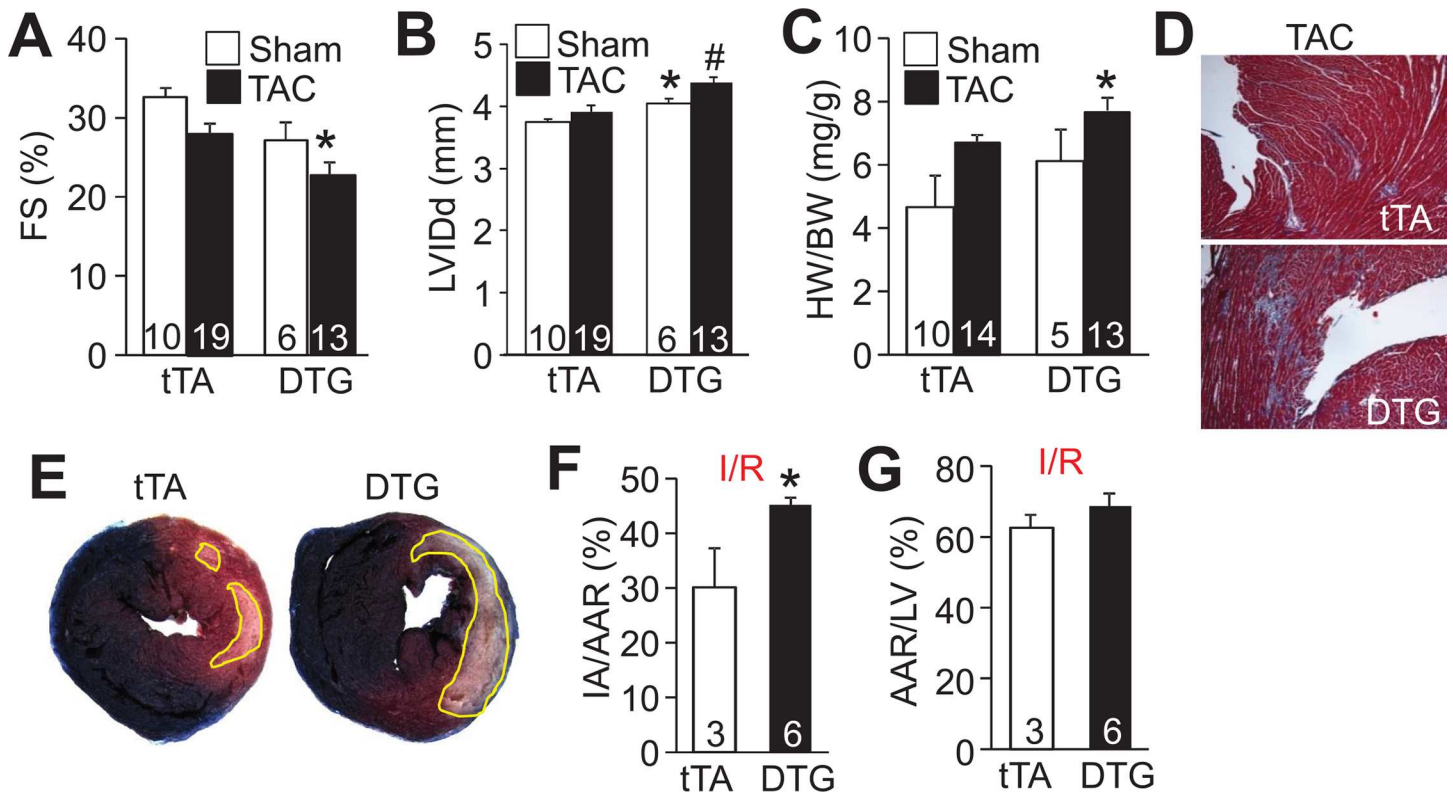 A
FS (%)
40
30
20
10
0
Sham
TAC
*
10 19 6 13
tTA DTG
B
LVIDd (mm)
5
4
3
2
1
0
Sham
TAC
* #
10 19 6 13
tTA DTG
C
HW/BW (mg/g)
10
8
6
4
2
0
Sham
TAC
*
10 14 5 13
tTA DTG
D
TAC
tTA
DTG
E
tTA DTG
F
I/R
IA/AAR (%)
50
40
30
20
10
0
*
3 6
tTA DTG
G
I/R
AAR/LV (%)
80
60
40
20
0
3 6
tTA DTG